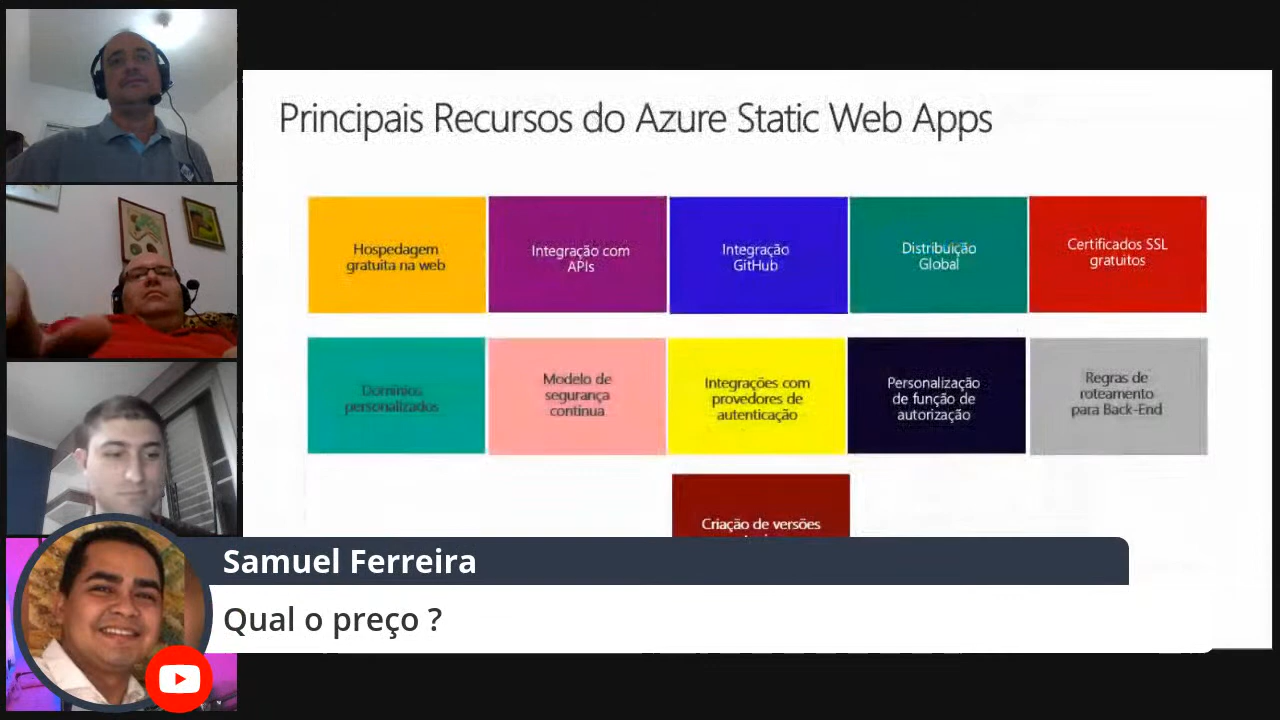 Principais Recursos do Azure Static Web Apps
Hospedagem
gratuita na web
Integração com
APIs
Integração
GitHub
Distribuição
Global
Certificados SSL
gratuitos
Domínios
personalizados
Modelo de
segurança
contínua
Integrações com
provedores de
autenticação
Personalização
de função de
autorização
Regras de
roteamento
para Back-End
Criação de versões
Samuel Ferreira
Qual o preço ?